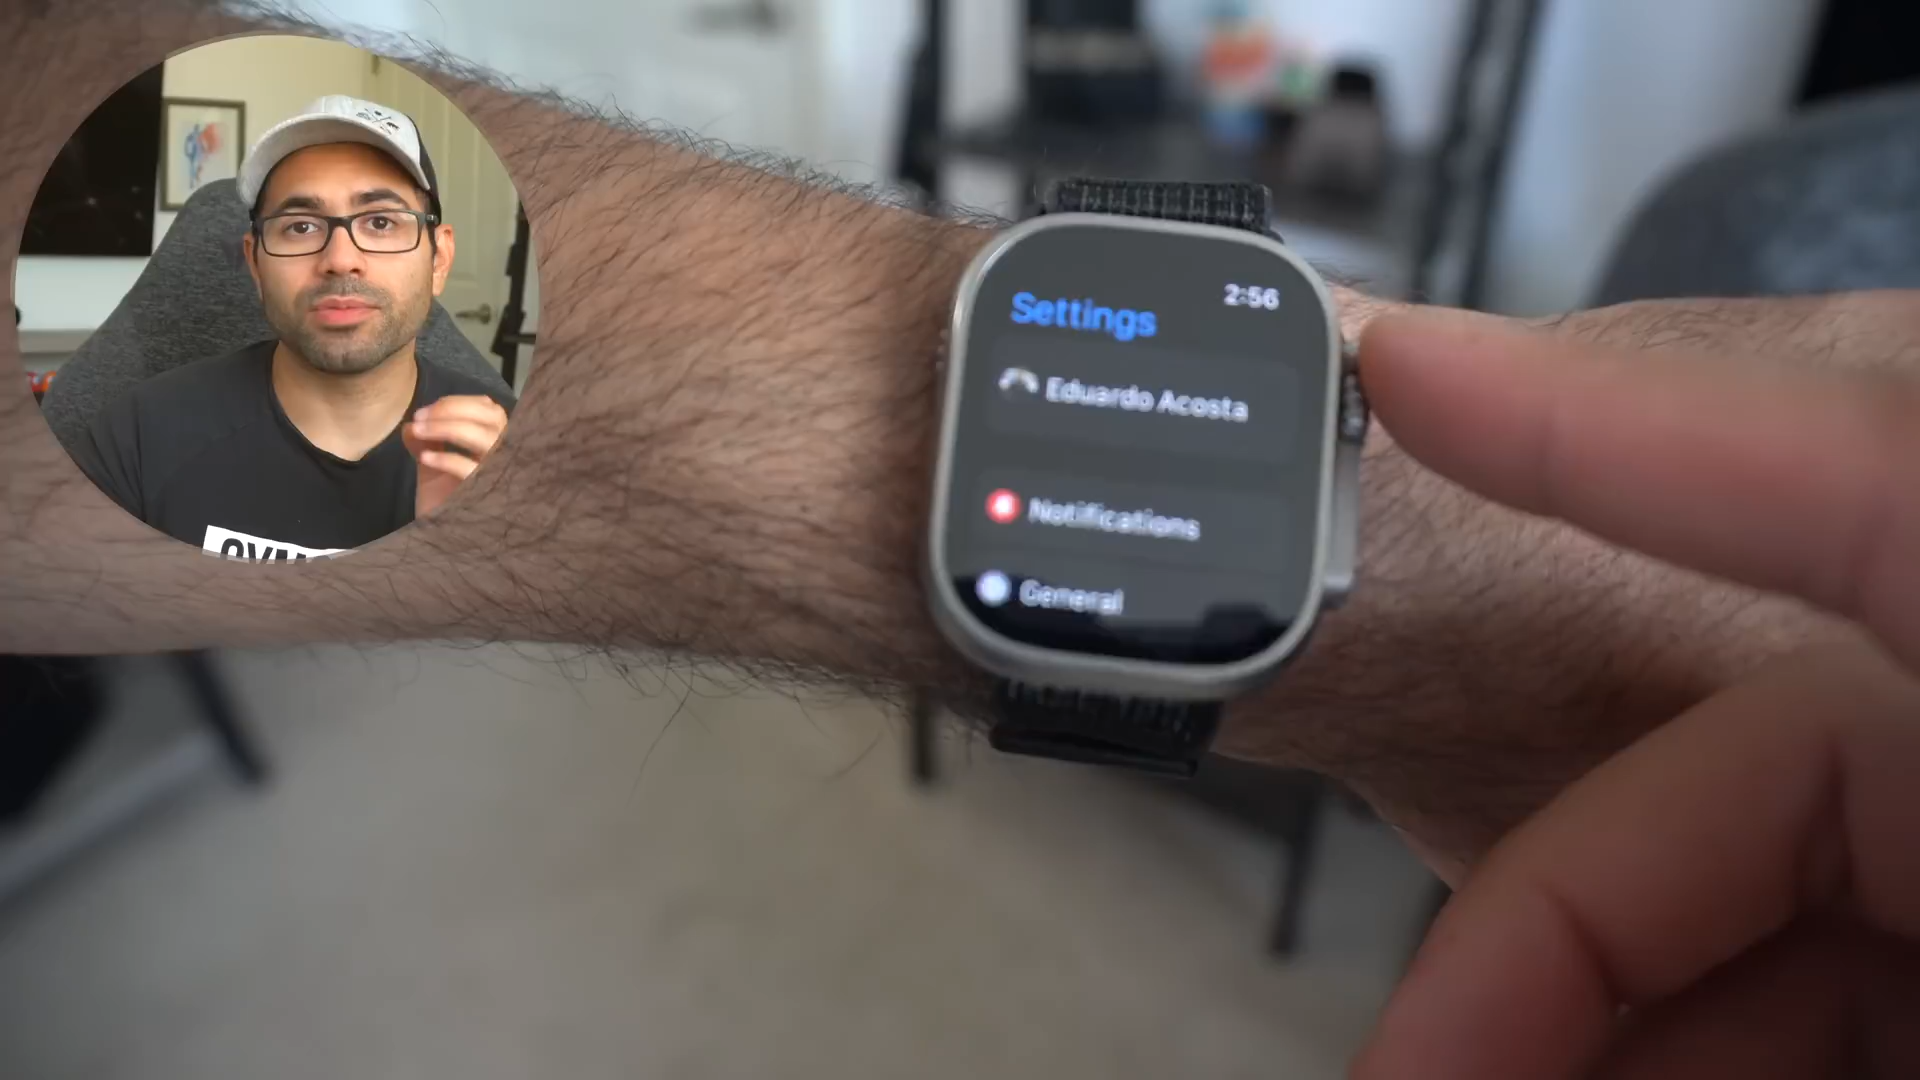 2:56
Settings
Eduardo Acosta
Notifications
General